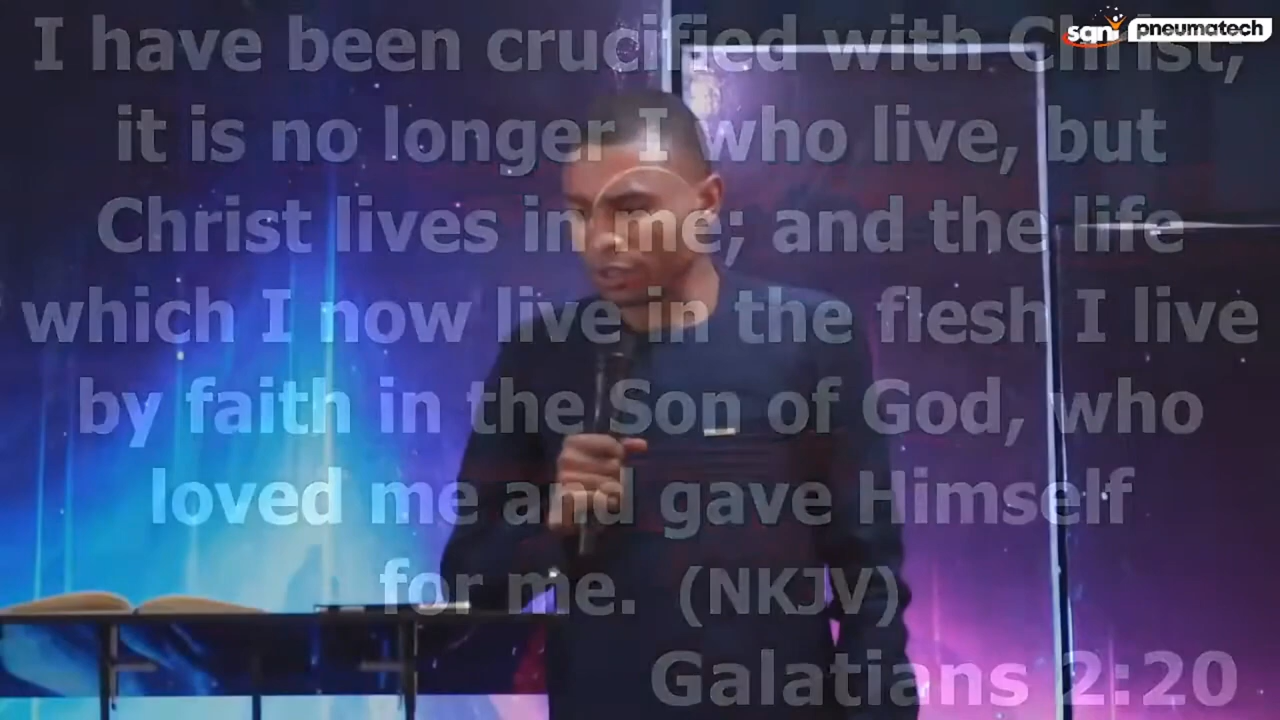 sqni pneumatech
I have been crucified with Christ;
it is no longer I who live, but
Christ lives in me; and the life
which I now live in the flesh I live
by faith in the Son of God, who
loved me and gave Himself
for me. (NKJV)
Galatians 2:20